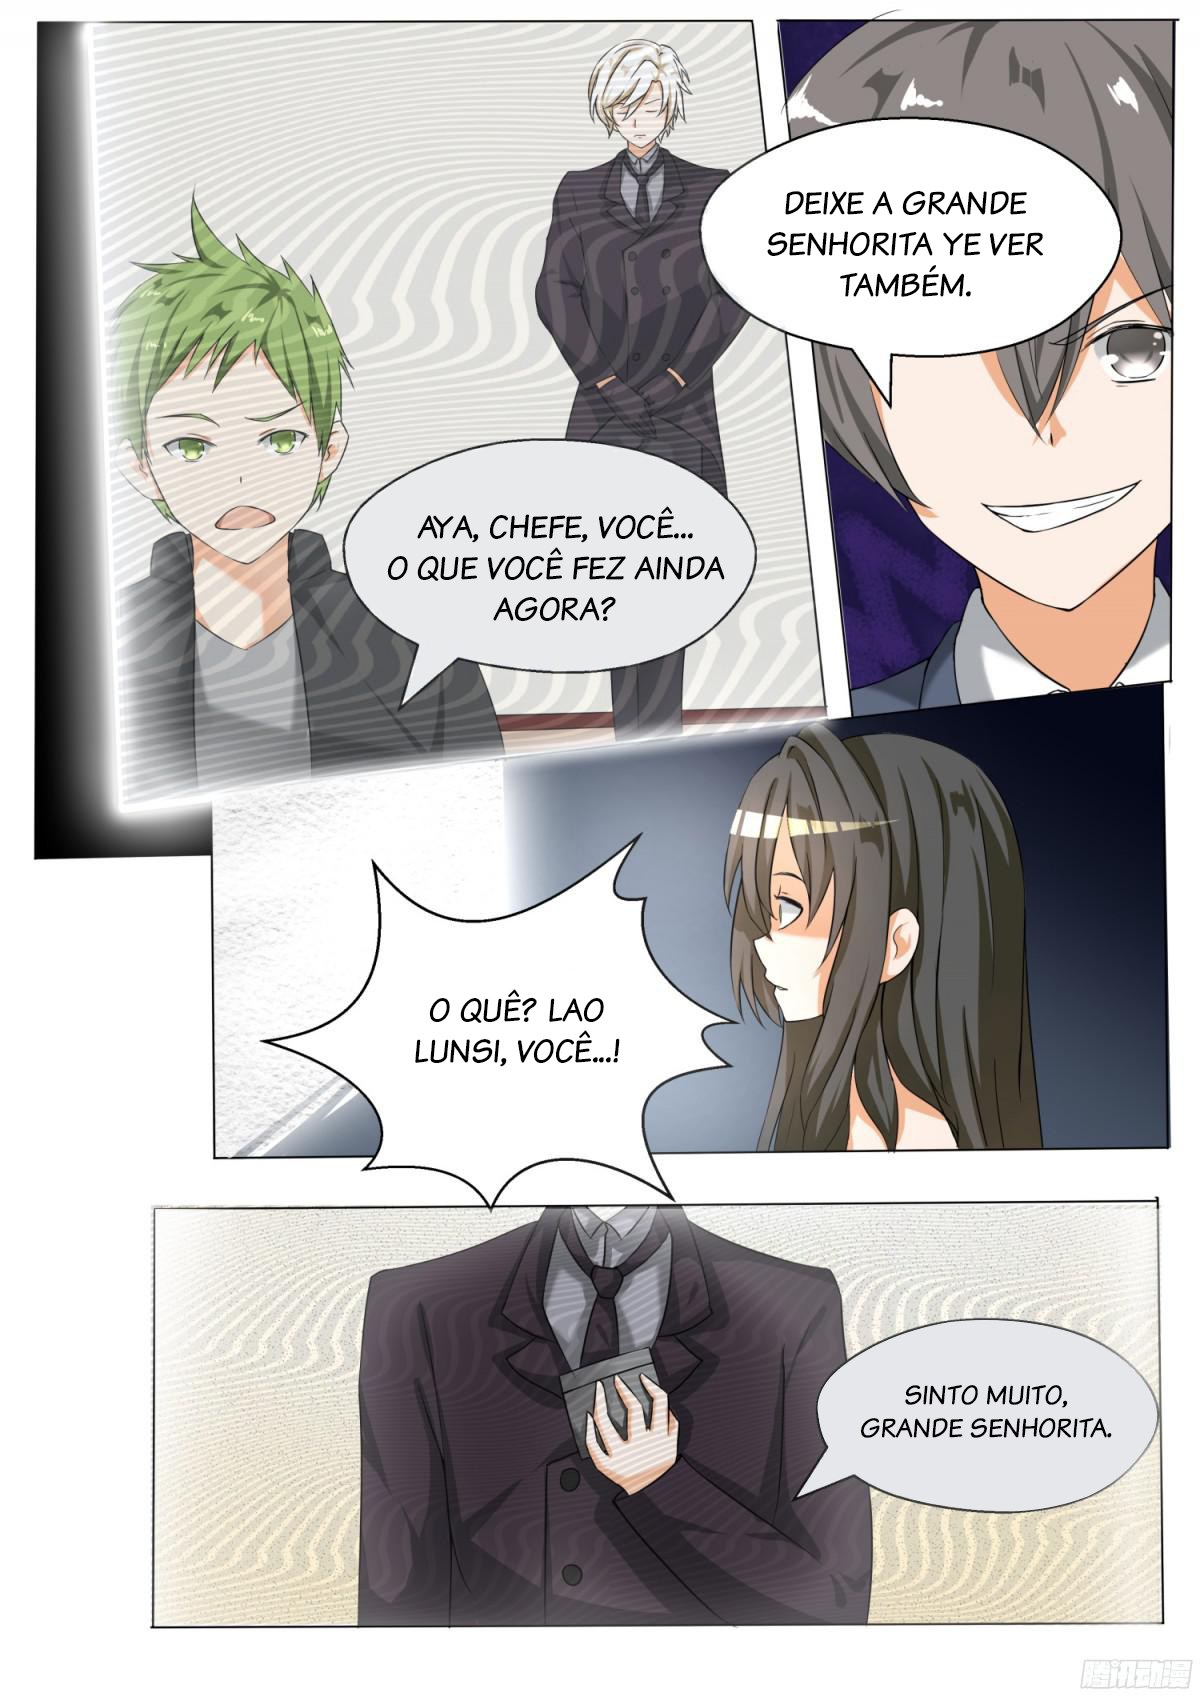 DEIXE A GRANDE
SENHORITA YE VER
TAMBÉM.
AYA, CHEFE, VOCÊ...
O QUE VOCÊ FEZ AINDA
AGORA?
O QUÊ? LAO
LUNSI, VOCÊ...!
SINTO MUITO,
GRANDE SENHORITA.
腾讯动漫